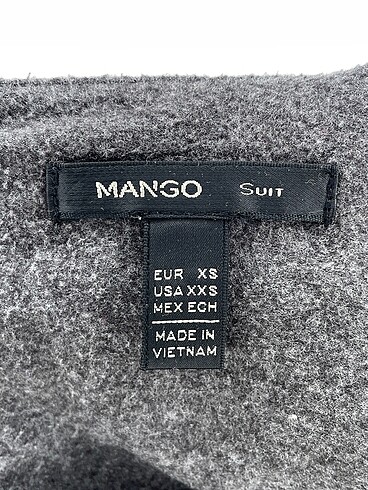 MANGO SUIT
EUR XS
USA XXS
MEX ECH
MADE IN
VIETNAM